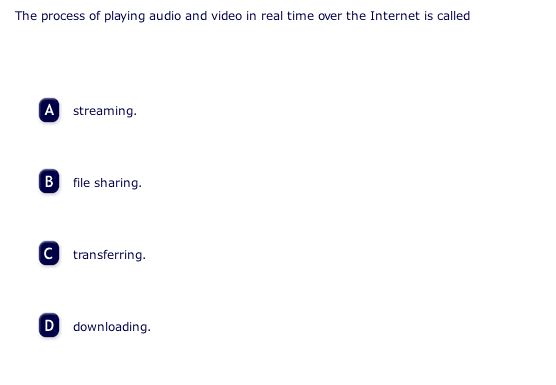 The process of playing audio and video in real time over the Internet is called
A streaming.
B file sharing.
C transferring.
D downloading.